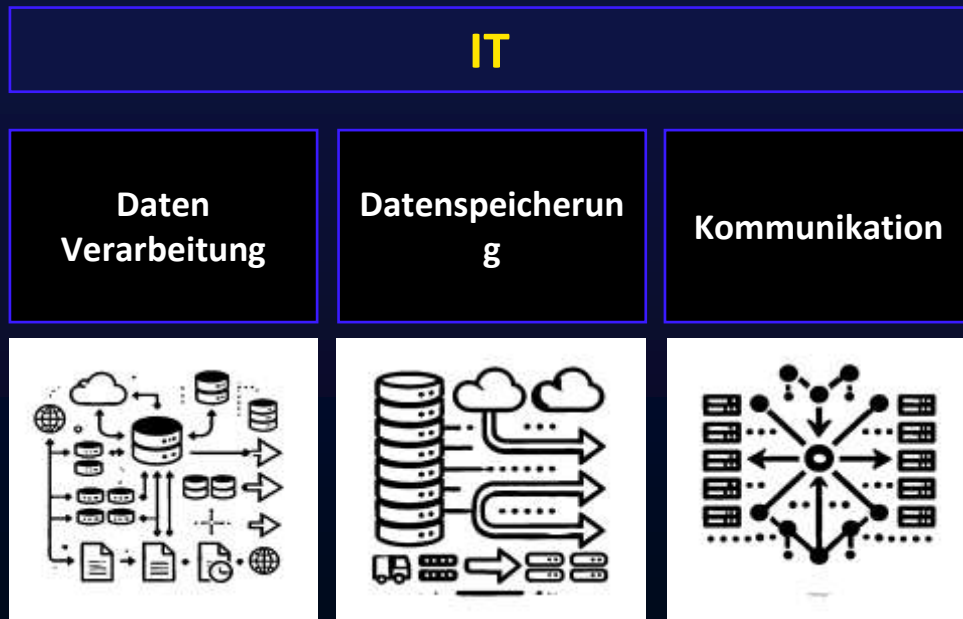 IT
Daten
Verarbeitung
Datenspeicherun
g
Kommunikation